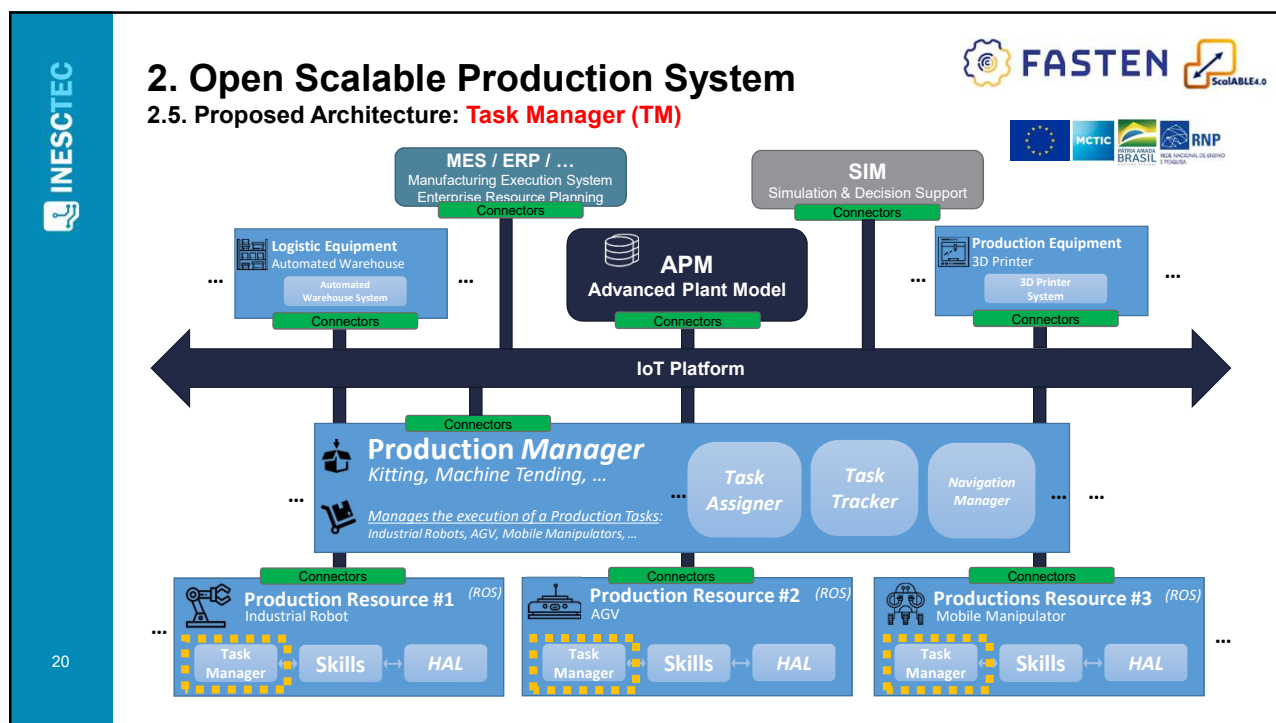 INESCTEC
2. Open Scalable Production System
2.5. Proposed Architecture: Task Manager (TM)
FASTEN
ScalABLE4.0
MCTIC
PÁTRIA AMADA
BRASIL
RNP
REDE NACIONAL DE ENSINO
E PESQUISA
MES / ERP / ...
Manufacturing Execution System
Enterprise Resource Planning
Connectors
SIM
Simulation & Decision Support
Connectors
...
Logistic Equipment
Automated Warehouse
Automated
Warehouse System
Connectors
...
APM
Advanced Plant Model
Connectors
...
Production Equipment
3D Printer
3D Printer
System
Connectors
...
IoT Platform
Connectors
...
Production Manager
Kitting, Machine Tending, ...
Manages the execution of a Production Tasks:
Industrial Robots, AGV, Mobile Manipulators, ...
...
Task
Assigner
Task
Tracker
Navigation
Manager
...
...
...
Connectors
Production Resource #1 (ROS)
Industrial Robot
Task
Manager
Skills
HAL
Connectors
Production Resource #2 (ROS)
AGV
Task
Manager
Skills
HAL
Connectors
Productions Resource #3 (ROS)
Mobile Manipulator
Task
Manager
Skills
HAL
...
20